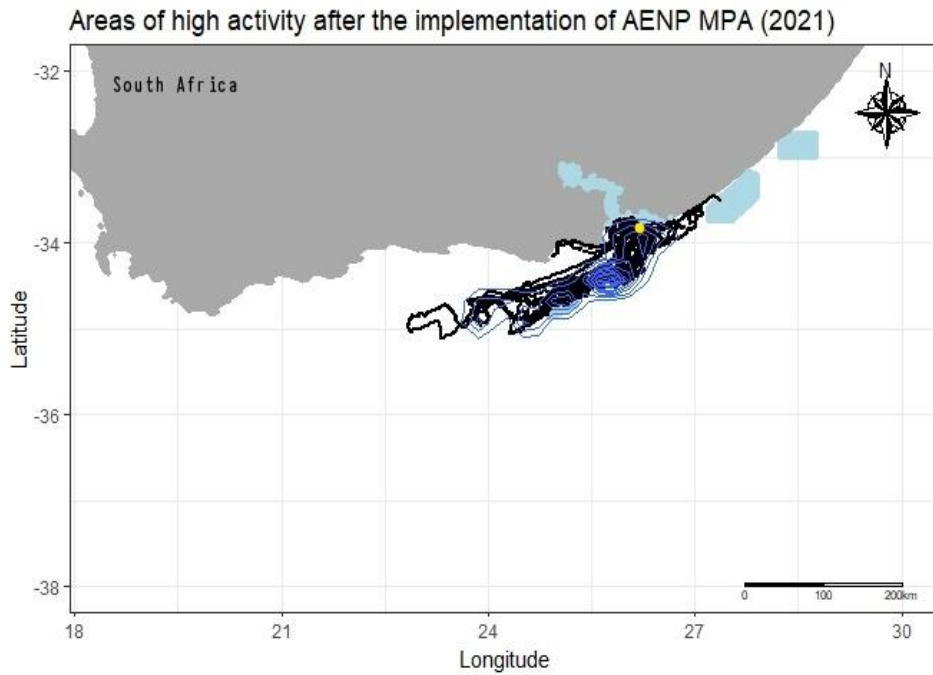 Areas of high activity after the implementation of AENP MPA (2021)
-32
South Africa
N
-34
Latitude
-36
-38
0 100 200km
18 21 24 27 30
Longitude